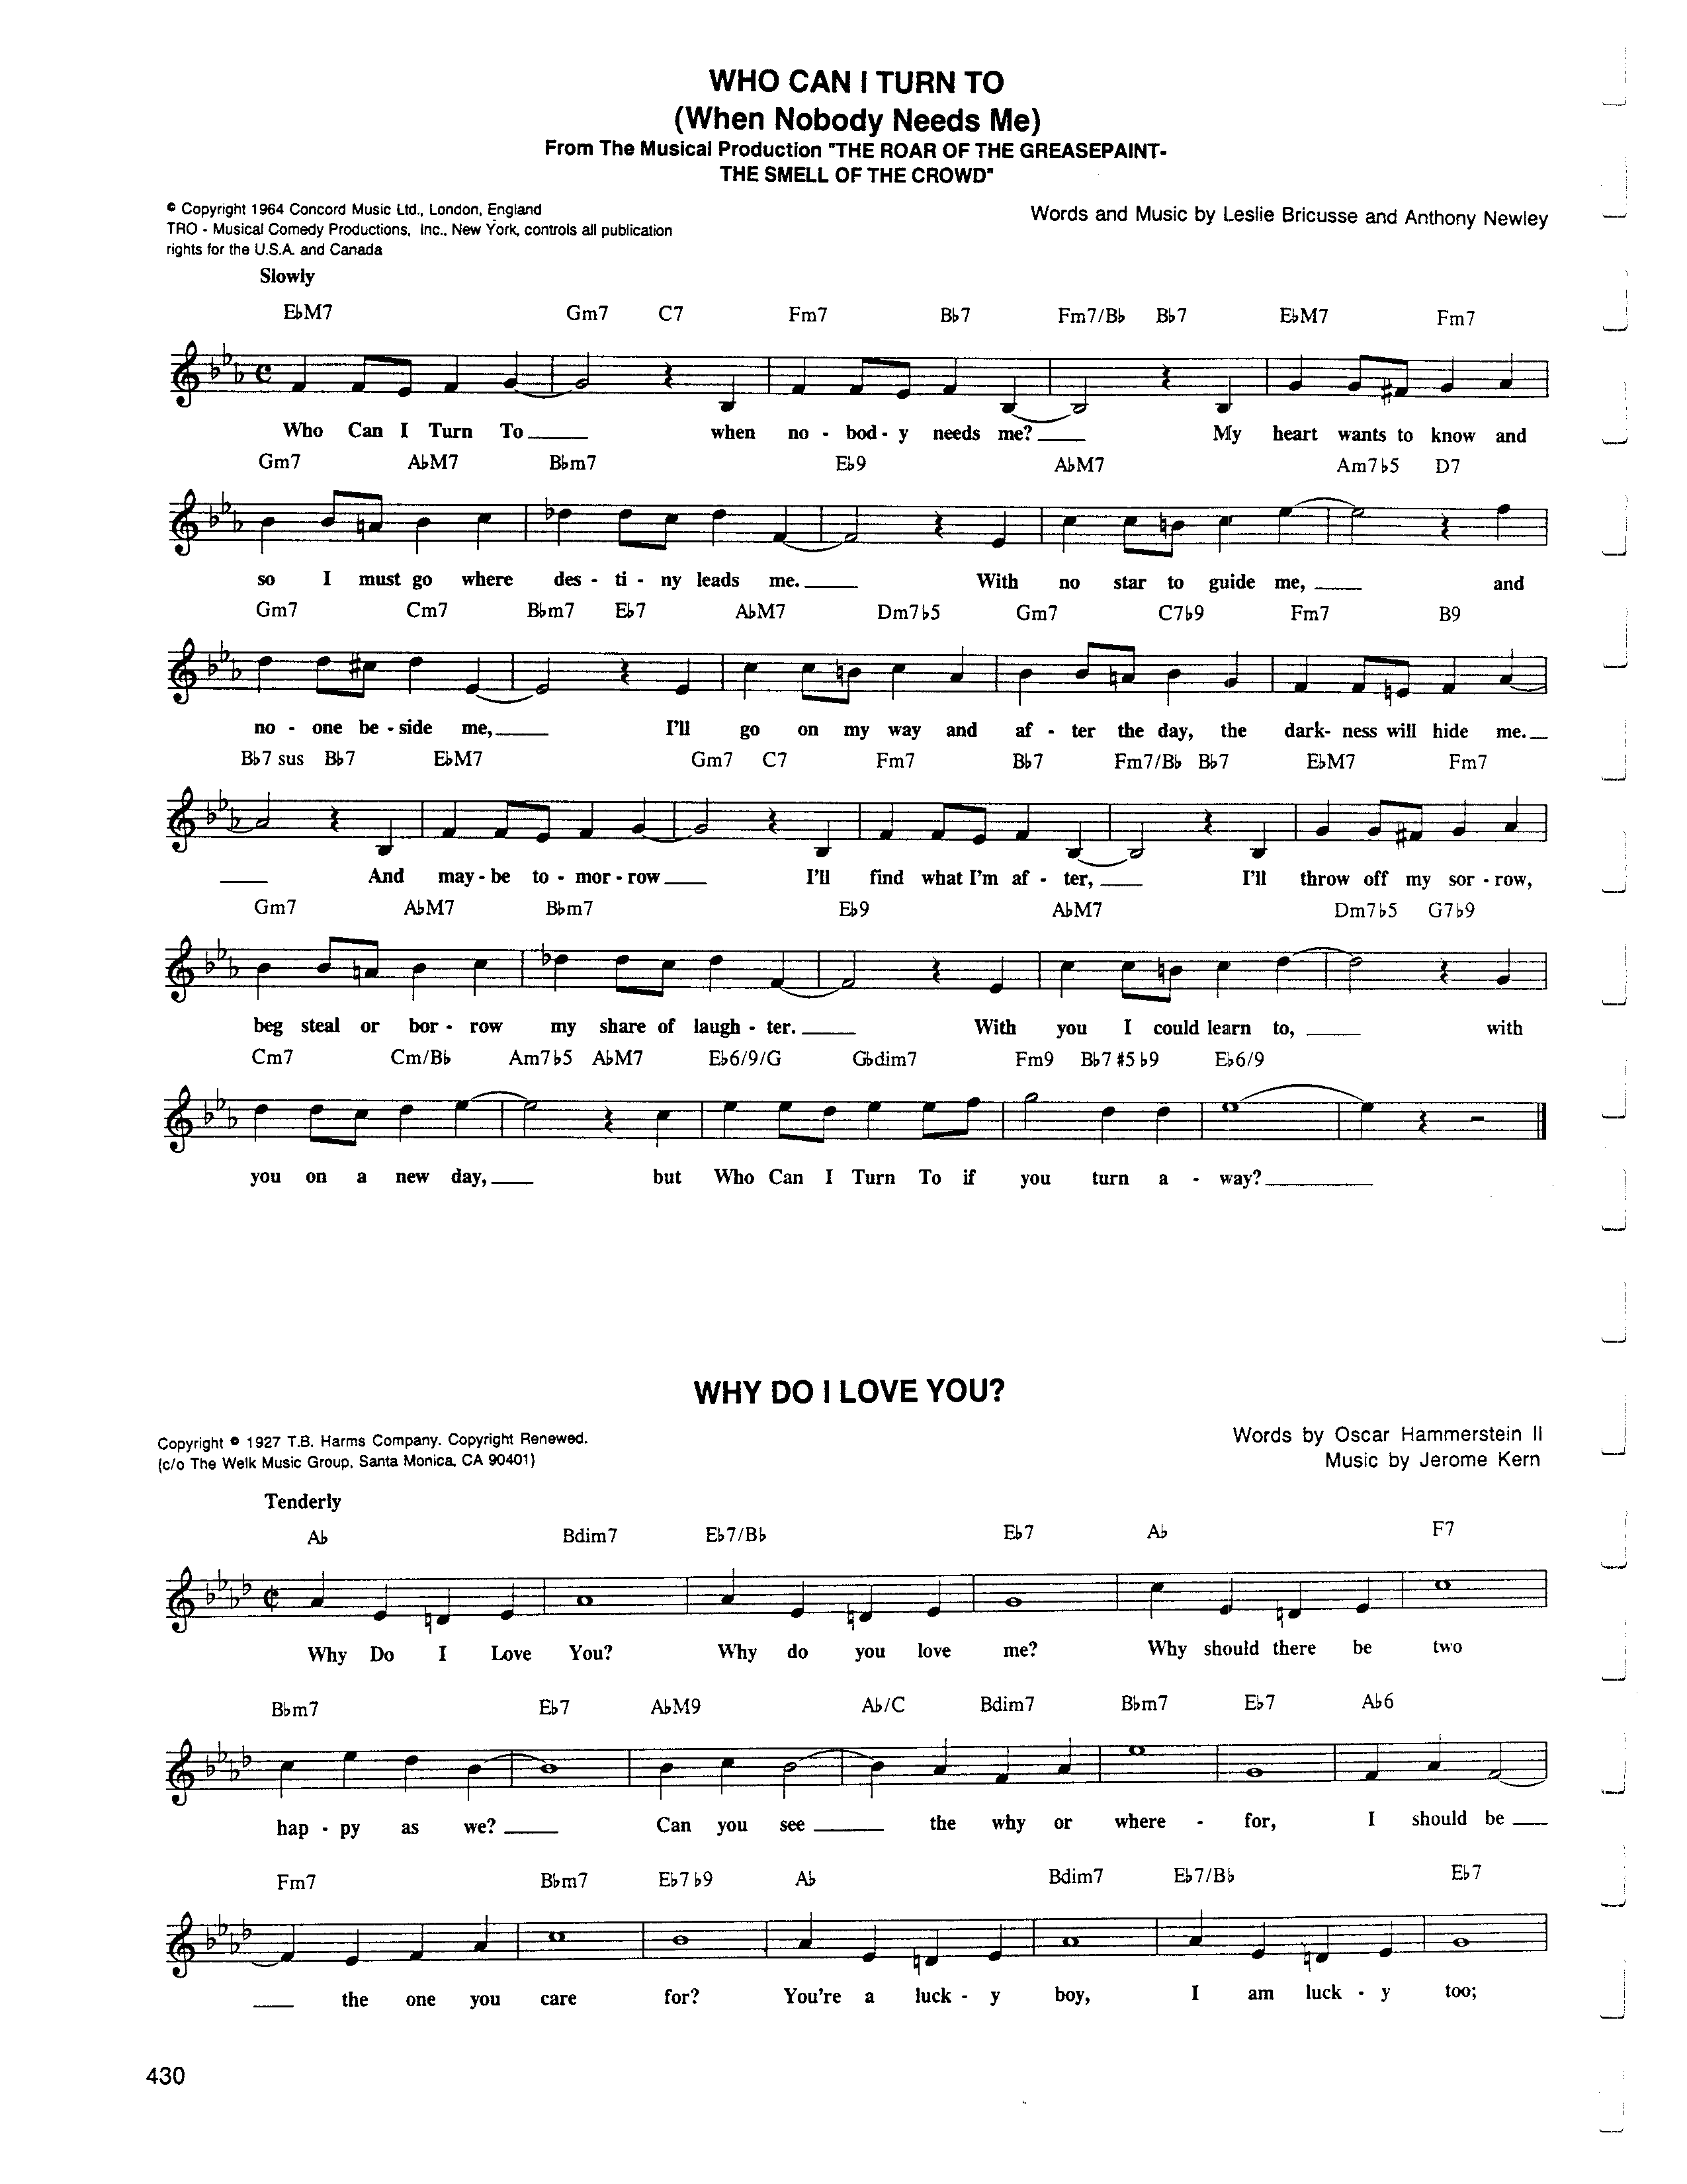 WHO CAN I TURN TO
(When Nobody Needs Me)
From The Musical Production "THE ROAR OF THE GREASEPAINT-
THE SMELL OF THE CROWD"
© Copyright 1964 Concord Music Ltd., London, England
TRO - Musical Comedy Productions, Inc., New York, controls all publication
rights for the U.S.A. and Canada
Words and Music by Leslie Bricusse and Anthony Newley
Slowly
E♭M7 Gm7 C7 Fm7 B♭7 Fm7/B♭ B♭7 E♭M7 Fm7
Who Can I Turn To when no - bod - y needs me? My heart wants to know and
Gm7 A♭M7 B♭m7 E♭9 A♭M7 Am7♭5 D7
so I must go where des - ti - ny leads me. With no star to guide me, and
Gm7 Cm7 B♭m7 E♭7 A♭M7 Dm7♭5 Gm7 C7♭9 Fm7 B9
no - one be - side me, I'll go on my way and af - ter the day, the dark- ness will hide me.
B♭7 sus B♭7 E♭M7 Gm7 C7 Fm7 B♭7 Fm7/B♭ B♭7 E♭M7 Fm7
And may - be to - mor - row I'll find what I'm af - ter, I'll throw off my sor - row,
Gm7 A♭M7 B♭m7 E♭9 A♭M7 Dm7♭5 G7♭9
beg steal or bor - row my share of laugh - ter. With you I could learn to, with
Cm7 Cm/B♭ Am7♭5 A♭M7 E♭6/9/G G♭dim7 Fm9 B♭7 #5 ♭9 E♭6/9
you on a new day, but Who Can I Turn To if you turn a - way?
WHY DO I LOVE YOU?
Copyright © 1927 T.B. Harms Company. Copyright Renewed.
(c/o The Welk Music Group, Santa Monica, CA 90401)
Words by Oscar Hammerstein II
Music by Jerome Kern
Tenderly
A♭ Bdim7 E♭7/B♭ E♭7 A♭ F7
Why Do I Love You? Why do you love me? Why should there be two
B♭m7 E♭7 A♭M9 A♭/C Bdim7 B♭m7 E♭7 A♭6
hap - py as we? Can you see the why or where - for, I should be
Fm7 B♭m7 E♭7♭9 A♭ Bdim7 E♭7/B♭ E♭7
the one you care for? You're a luck - y boy, I am luck - y too;
430